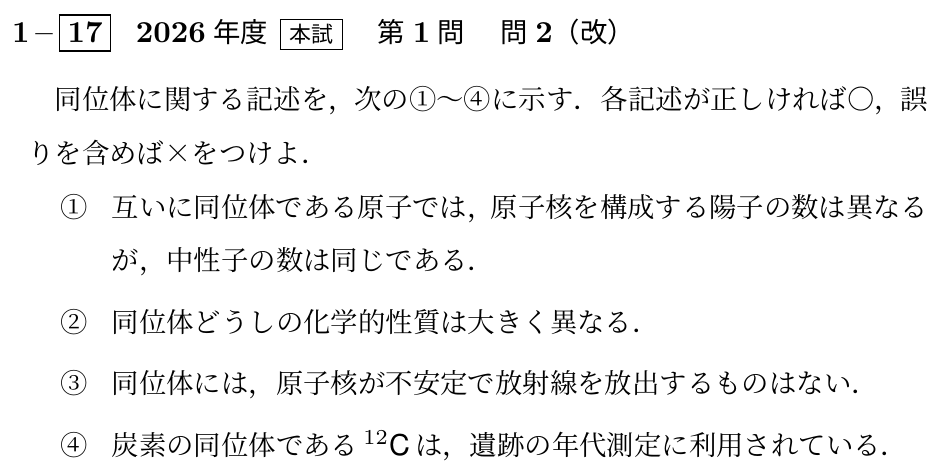 1－17 2026年度 本試 第1問 問2（改）
同位体に関する記述を，次の①～④に示す．各記述が正しければ○，誤
りを含めば×をつけよ．
① 互いに同位体である原子では，原子核を構成する陽子の数は異なる
が，中性子の数は同じである．
② 同位体どうしの化学的性質は大きく異なる．
③ 同位体には，原子核が不安定で放射線を放出するものはない．
④ 炭素の同位体である ¹²C は，遺跡の年代測定に利用されている．